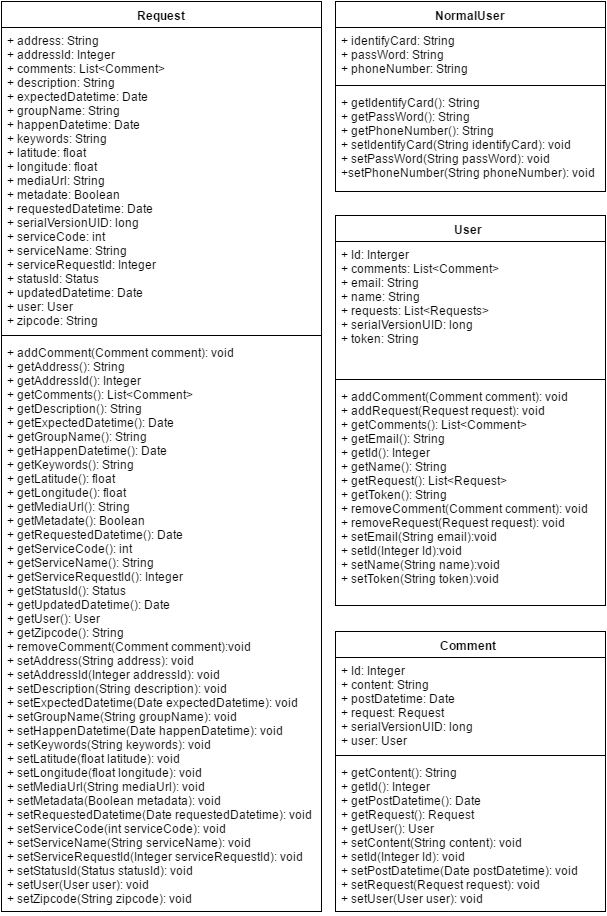 Request
+ address: String
+ addressId: Integer
+ comments: List<Comment>
+ description: String
+ expectedDatetime: Date
+ groupName: String
+ happenDatetime: Date
+ keywords: String
+ latitude: float
+ longitude: float
+ mediaUrl: String
+ metadate: Boolean
+ requestedDatetime: Date
+ serialVersionUID: long
+ serviceCode: int
+ serviceName: String
+ serviceRequestId: Integer
+ statusId: Status
+ updatedDatetime: Date
+ user: User
+ zipcode: String
+ addComment(Comment comment): void
+ getAddress(): String
+ getAddressId(): Integer
+ getComments(): List<Comment>
+ getDescription(): String
+ getExpectedDatetime(): Date
+ getGroupName(): String
+ getHappenDatetime(): Date
+ getKeywords(): String
+ getLatitude(): float
+ getLongitude(): float
+ getMediaUrl(): String
+ getMetadate(): Boolean
+ getRequestedDatetime(): Date
+ getServiceCode(): int
+ getServiceName(): String
+ getServiceRequestId(): Integer
+ getStatusId(): Status
+ getUpdatedDatetime(): Date
+ getUser(): User
+ getZipcode(): String
+ removeComment(Comment comment):void
+ setAddress(String address): void
+ setAddressId(Integer addressId): void
+ setDescription(String description): void
+ setExpectedDatetime(Date expectedDatetime): void
+ setGroupName(String groupName): void
+ setHappenDatetime(Date happenDatetime): void
+ setKeywords(String keywords): void
+ setLatitude(float latitude): void
+ setLongitude(float longitude): void
+ setMediaUrl(String mediaUrl): void
+ setMetadata(Boolean metadata): void
+ setRequestedDatetime(Date requestedDatetime): void
+ setServiceCode(int serviceCode): void
+ setServiceName(String serviceName): void
+ setServiceRequestId(Integer serviceRequestId): void
+ setStatusId(Status statusId): void
+ setUser(User user): void
+ setZipcode(String zipcode): void
NormalUser
+ identifyCard: String
+ passWord: String
+ phoneNumber: String
+ getIdentifyCard(): String
+ getPassWord(): String
+ getPhoneNumber(): String
+ setIdentifyCard(String identifyCard): void
+ setPassWord(String passWord): void
+setPhoneNumber(String phoneNumber): void
User
+ Id: Interger
+ comments: List<Comment>
+ email: String
+ name: String
+ requests: List<Requests>
+ serialVersionUID: long
+ token: String
+ addComment(Comment comment): void
+ addRequest(Request request): void
+ getComments(): List<Comment>
+ getEmail(): String
+ getId(): Integer
+ getName(): String
+ getRequest(): List<Request>
+ getToken(): String
+ removeComment(Comment comment): void
+ removeRequest(Request request): void
+ setEmail(String email):void
+ setId(Integer Id):void
+ setName(String name):void
+ setToken(String token):void
Comment
+ Id: Integer
+ content: String
+ postDatetime: Date
+ request: Request
+ serialVersionUID: long
+ user: User
+ getContent(): String
+ getId(): Integer
+ getPostDatetime(): Date
+ getRequest(): Request
+ getUser(): User
+ setContent(String content): void
+ setId(Integer Id): void
+ setPostDatetime(Date postDatetime): void
+ setRequest(Request request): void
+ setUser(User user): void